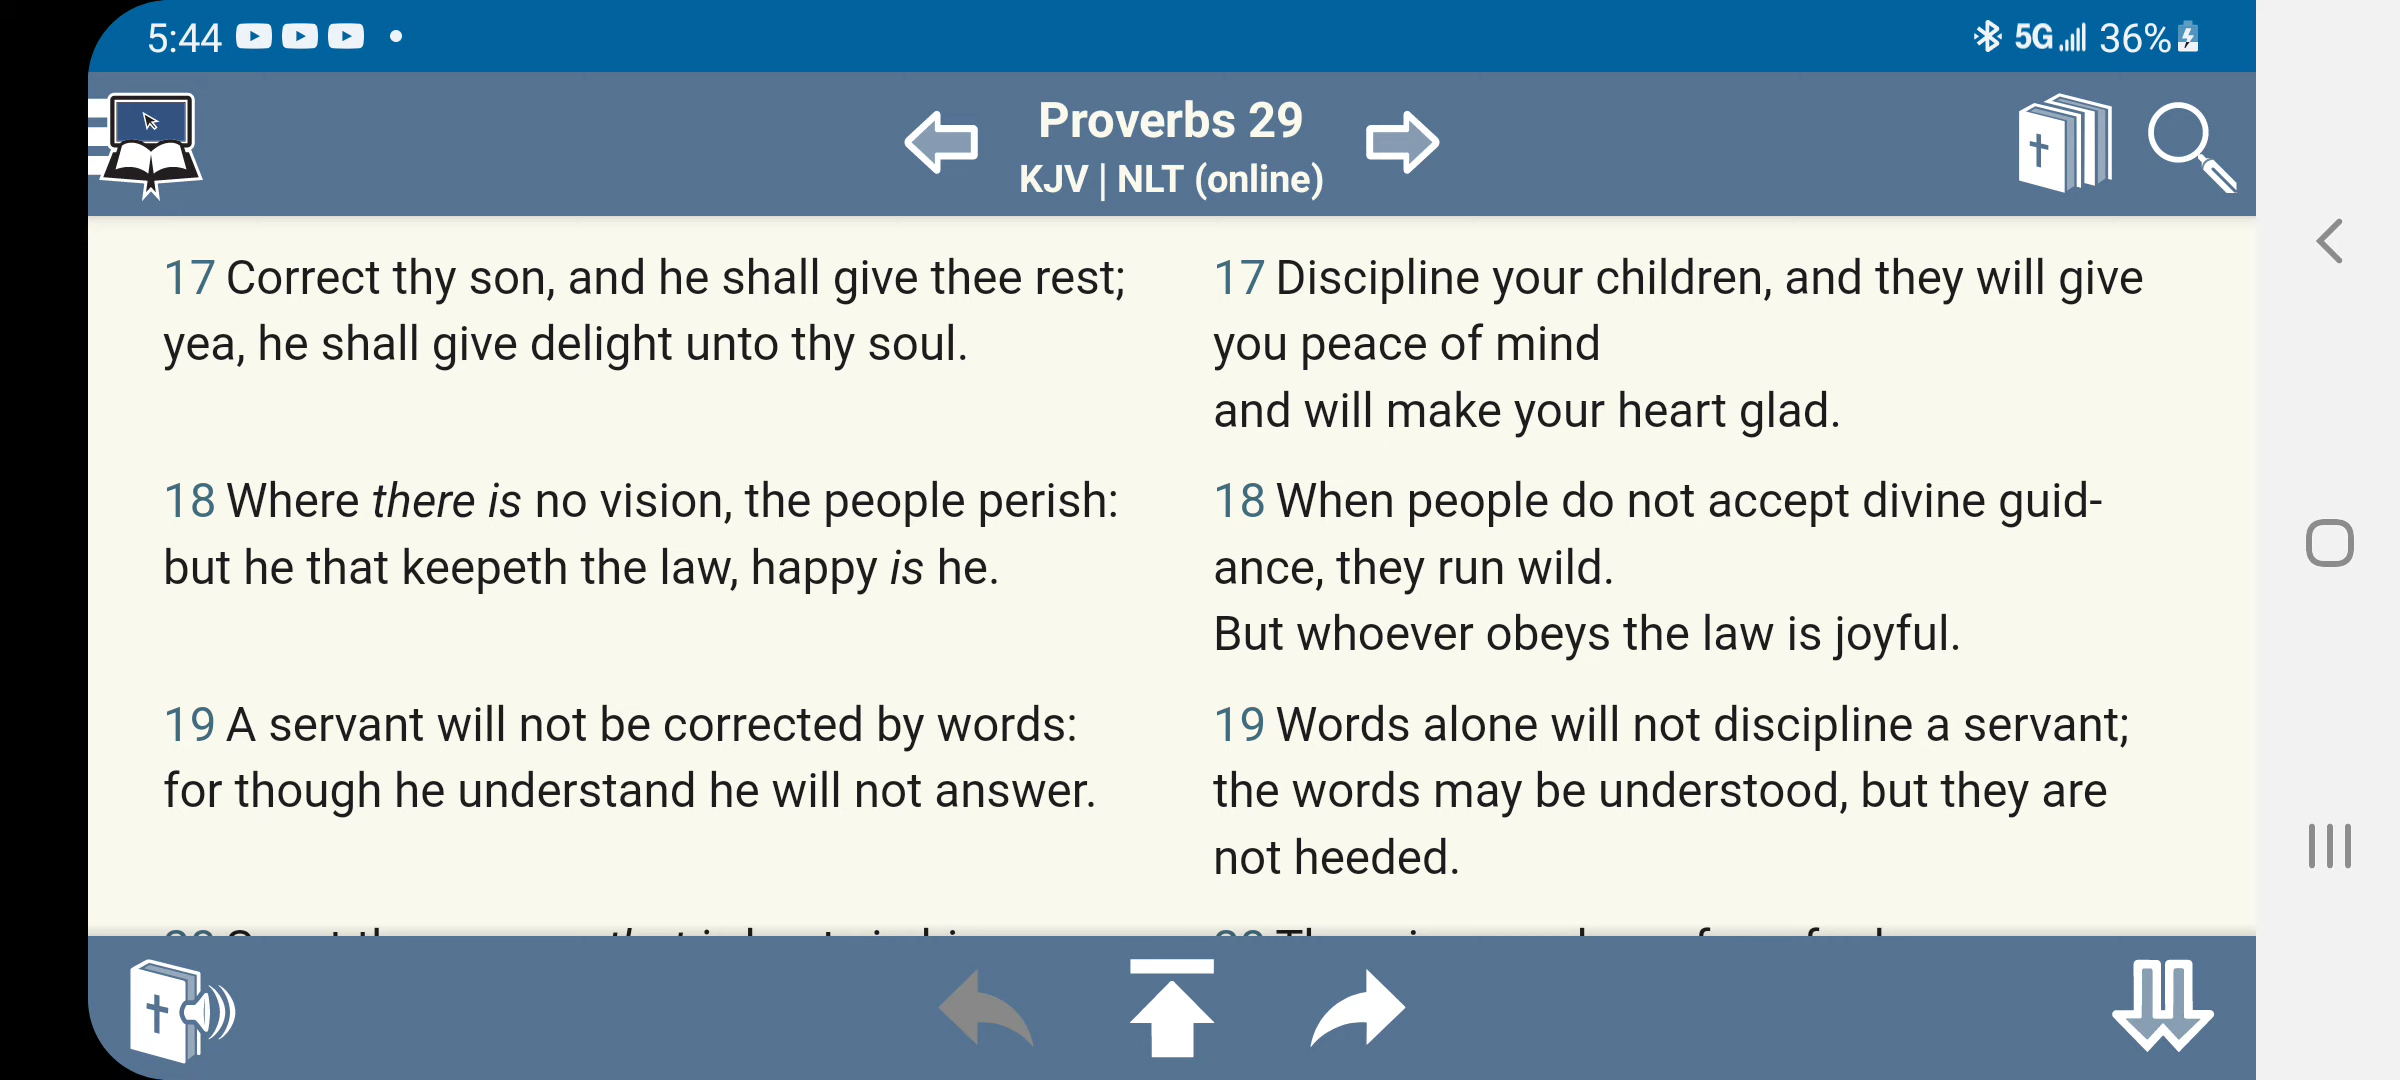 5:44
5G 36%
Proverbs 29
KJV | NLT (online)
17 Correct thy son, and he shall give thee rest;
yea, he shall give delight unto thy soul.
18 Where there is no vision, the people perish:
but he that keepeth the law, happy is he.
19 A servant will not be corrected by words:
for though he understand he will not answer.
17 Discipline your children, and they will give
you peace of mind
and will make your heart glad.
18 When people do not accept divine guid-
ance, they run wild.
But whoever obeys the law is joyful.
19 Words alone will not discipline a servant;
the words may be understood, but they are
not heeded.